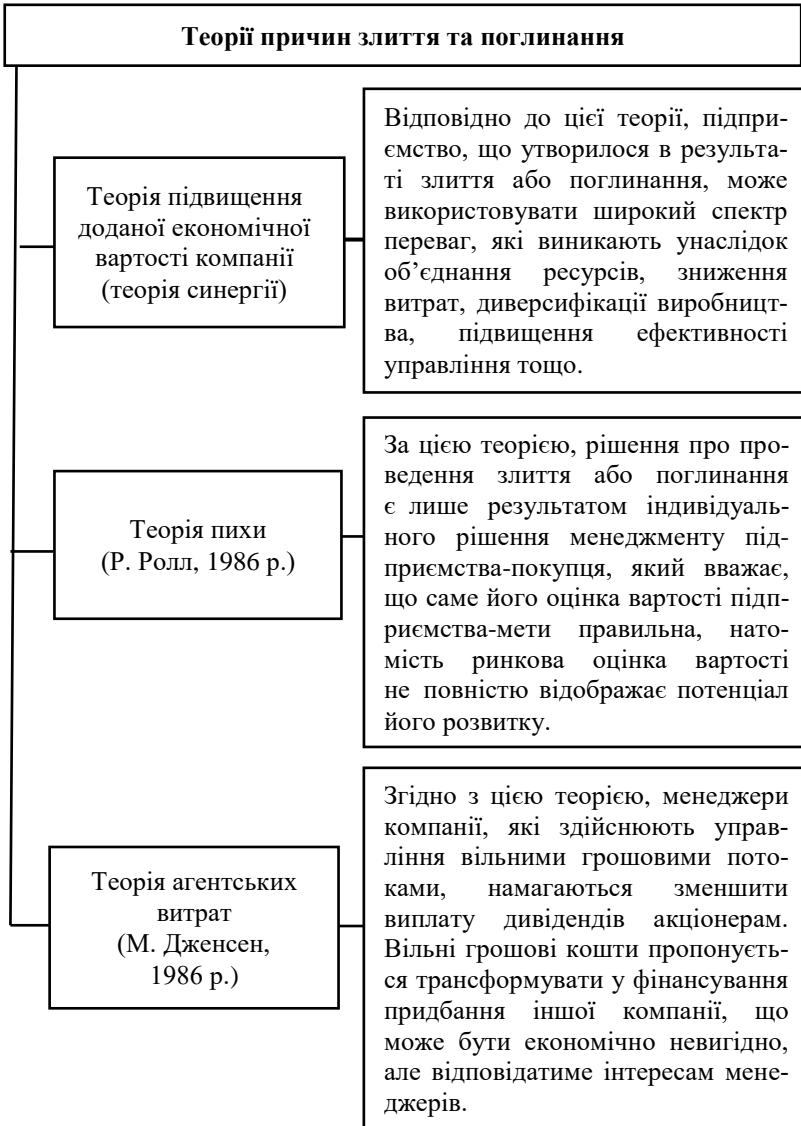 Теорії причин злиття та поглинання
Теорія підвищення
доданої економічної
вартості компанії
(теорія синергії)
Відповідно до цієї теорії, підпри-
ємство, що утворилося в результа-
ті злиття або поглинання, може
використовувати широкий спектр
переваг, які виникають унаслідок
об’єднання ресурсів, зниження
витрат, диверсифікації виробницт-
ва, підвищення ефективності
управління тощо.
Теорія пихи
(Р. Ролл, 1986 р.)
За цією теорією, рішення про про-
ведення злиття або поглинання
є лише результатом індивідуаль-
ного рішення менеджменту під-
приємства-покупця, який вважає,
що саме його оцінка вартості підп-
риємства-мети правильна, нато-
мість ринкова оцінка вартості
не повністю відображає потенціал
його розвитку.
Теорія агентських
витрат
(М. Дженсен,
1986 р.)
Згідно з цією теорією, менеджери
компанії, які здійснюють управ-
ління вільними грошовими пото-
ками, намагаються зменшити
виплату дивідендів акціонерам.
Вільні грошові кошти пропонуєть-
ся трансформувати у фінансування
придбання іншої компанії, що
може бути економічно невигідно,
але відповідатиме інтересам мене-
джерів.